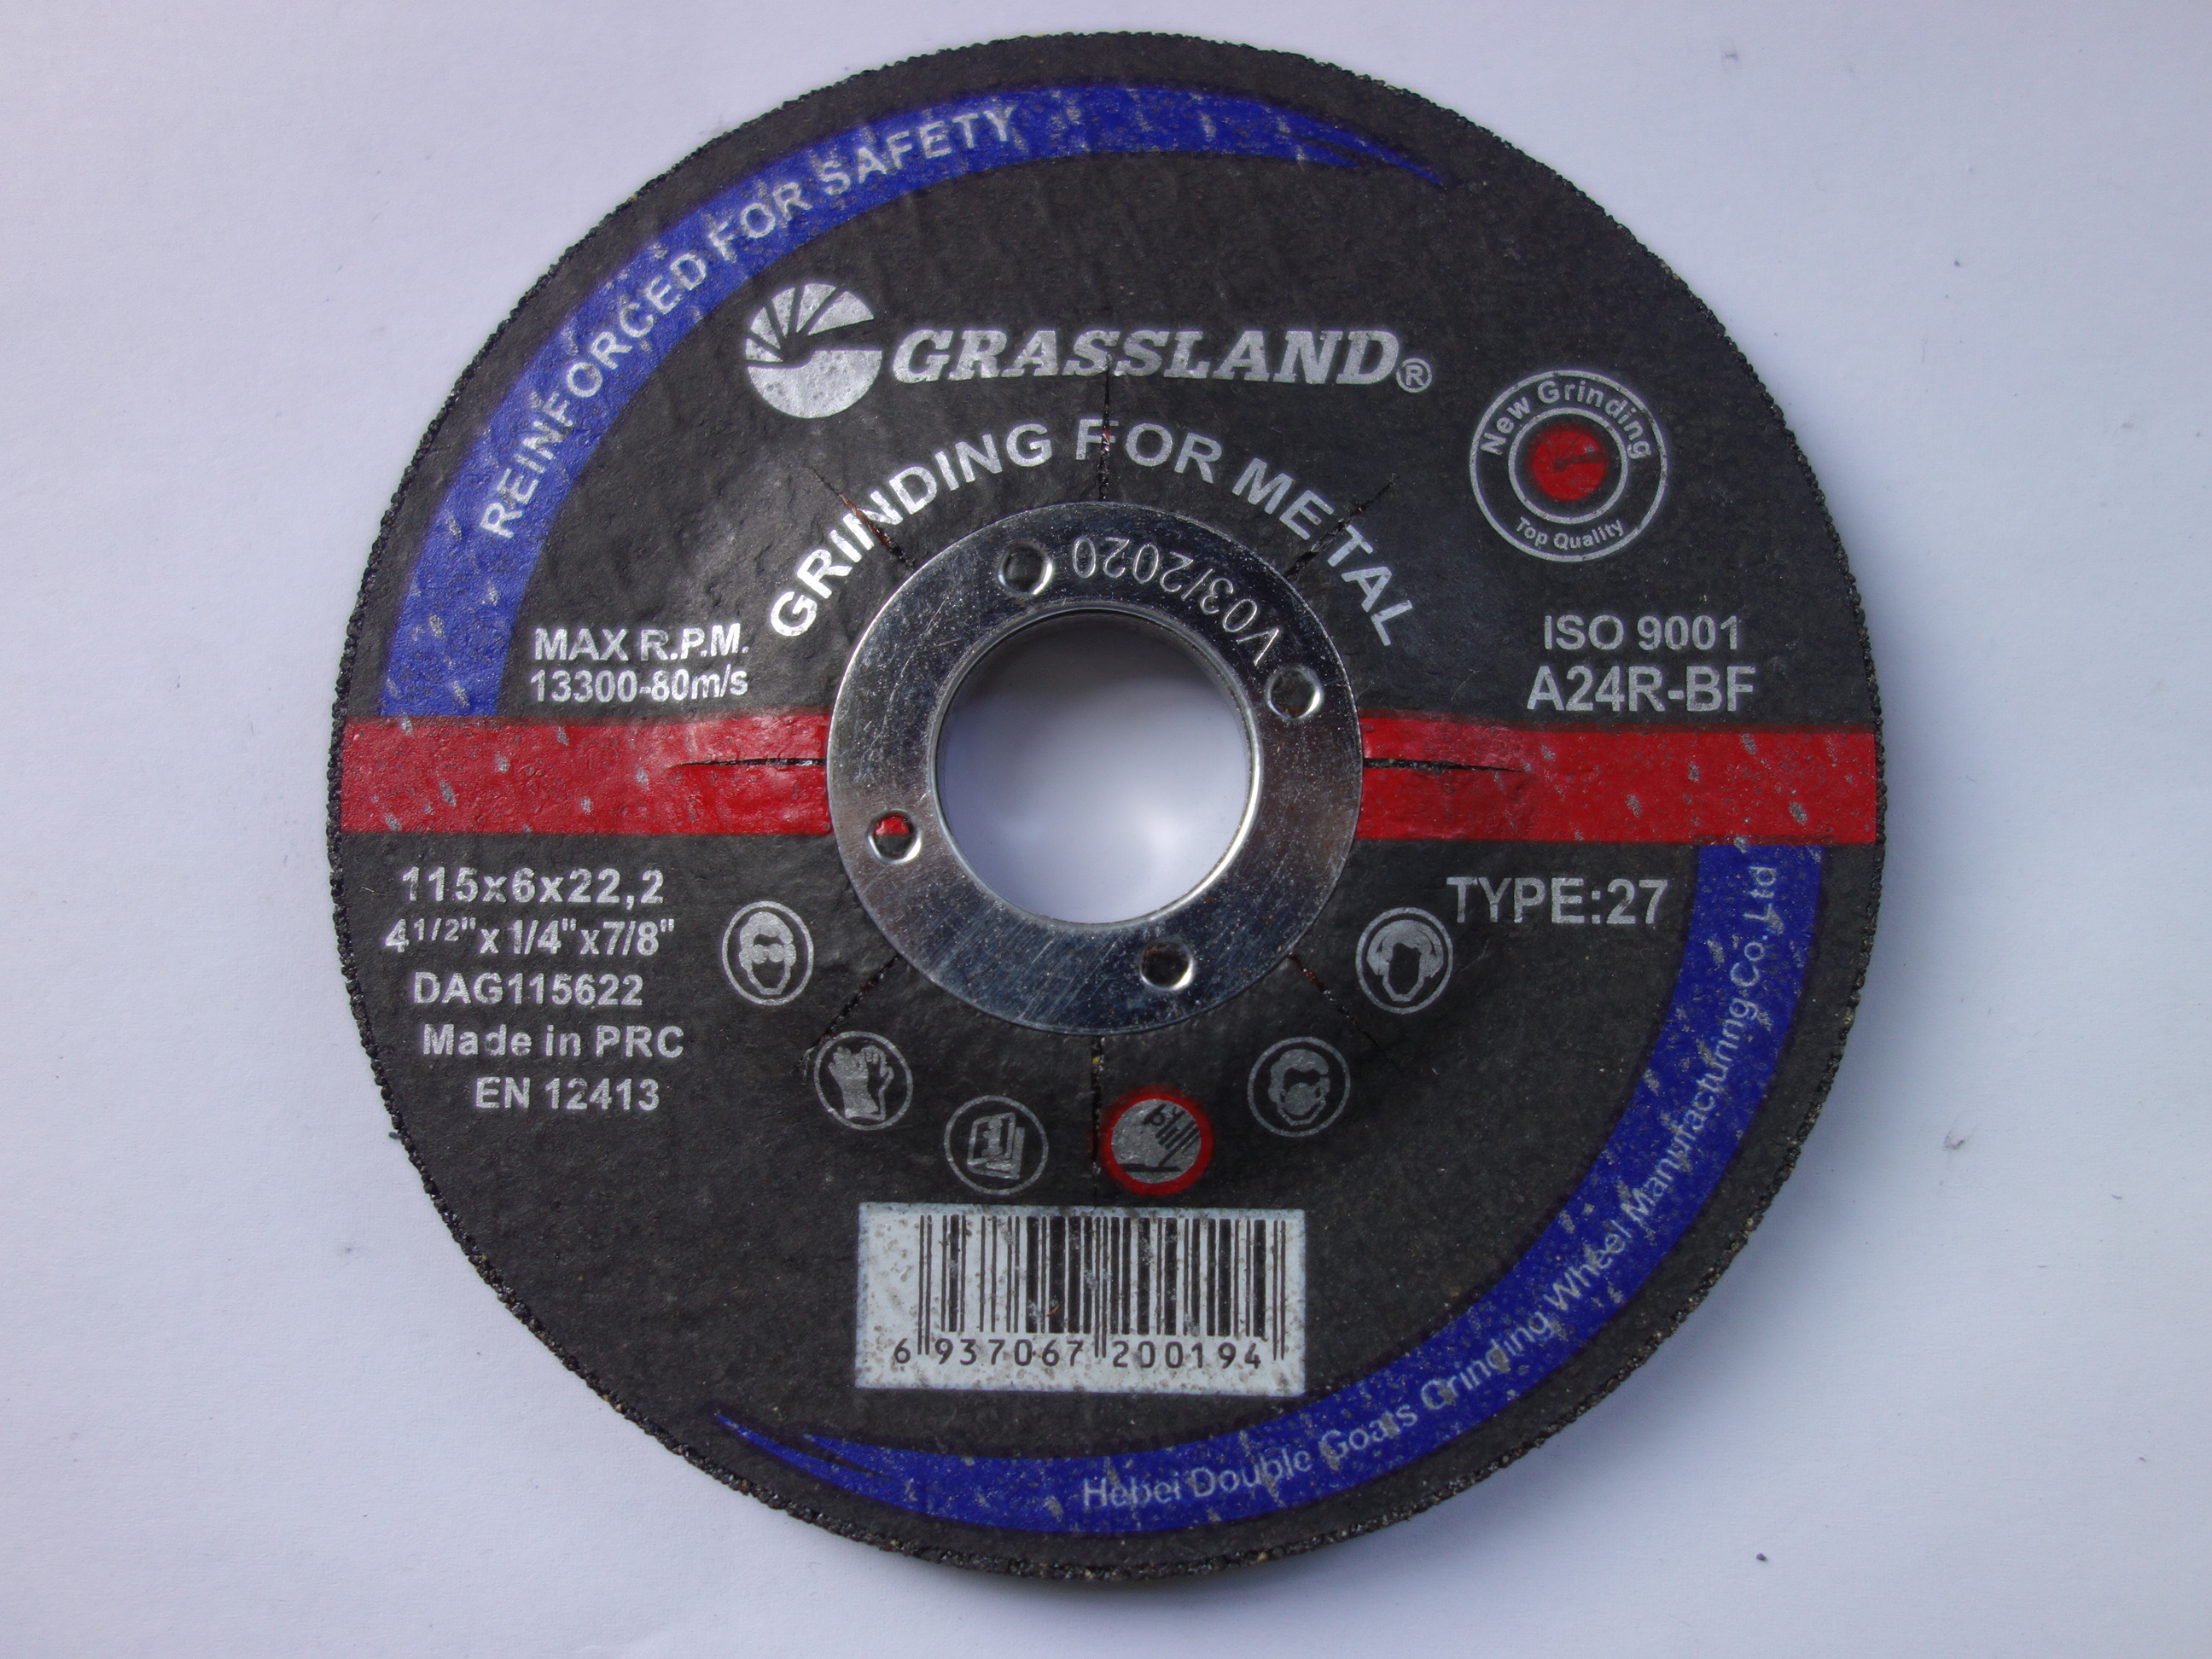 REINFORCED FOR SAFETY
GRASSLAND®
GRINDING FOR METAL
New Grinding
Top Quality
V03/2020
MAX R.P.M.
13300-80m/s
ISO 9001
A24R-BF
115x6x22,2
4 1/2"x1/4"x7/8"
DAG115622
Made in PRC
EN 12413
TYPE:27
6 937067 200194
Hebei Double Goats Grinding Wheel Manufacturing Co.,Ltd